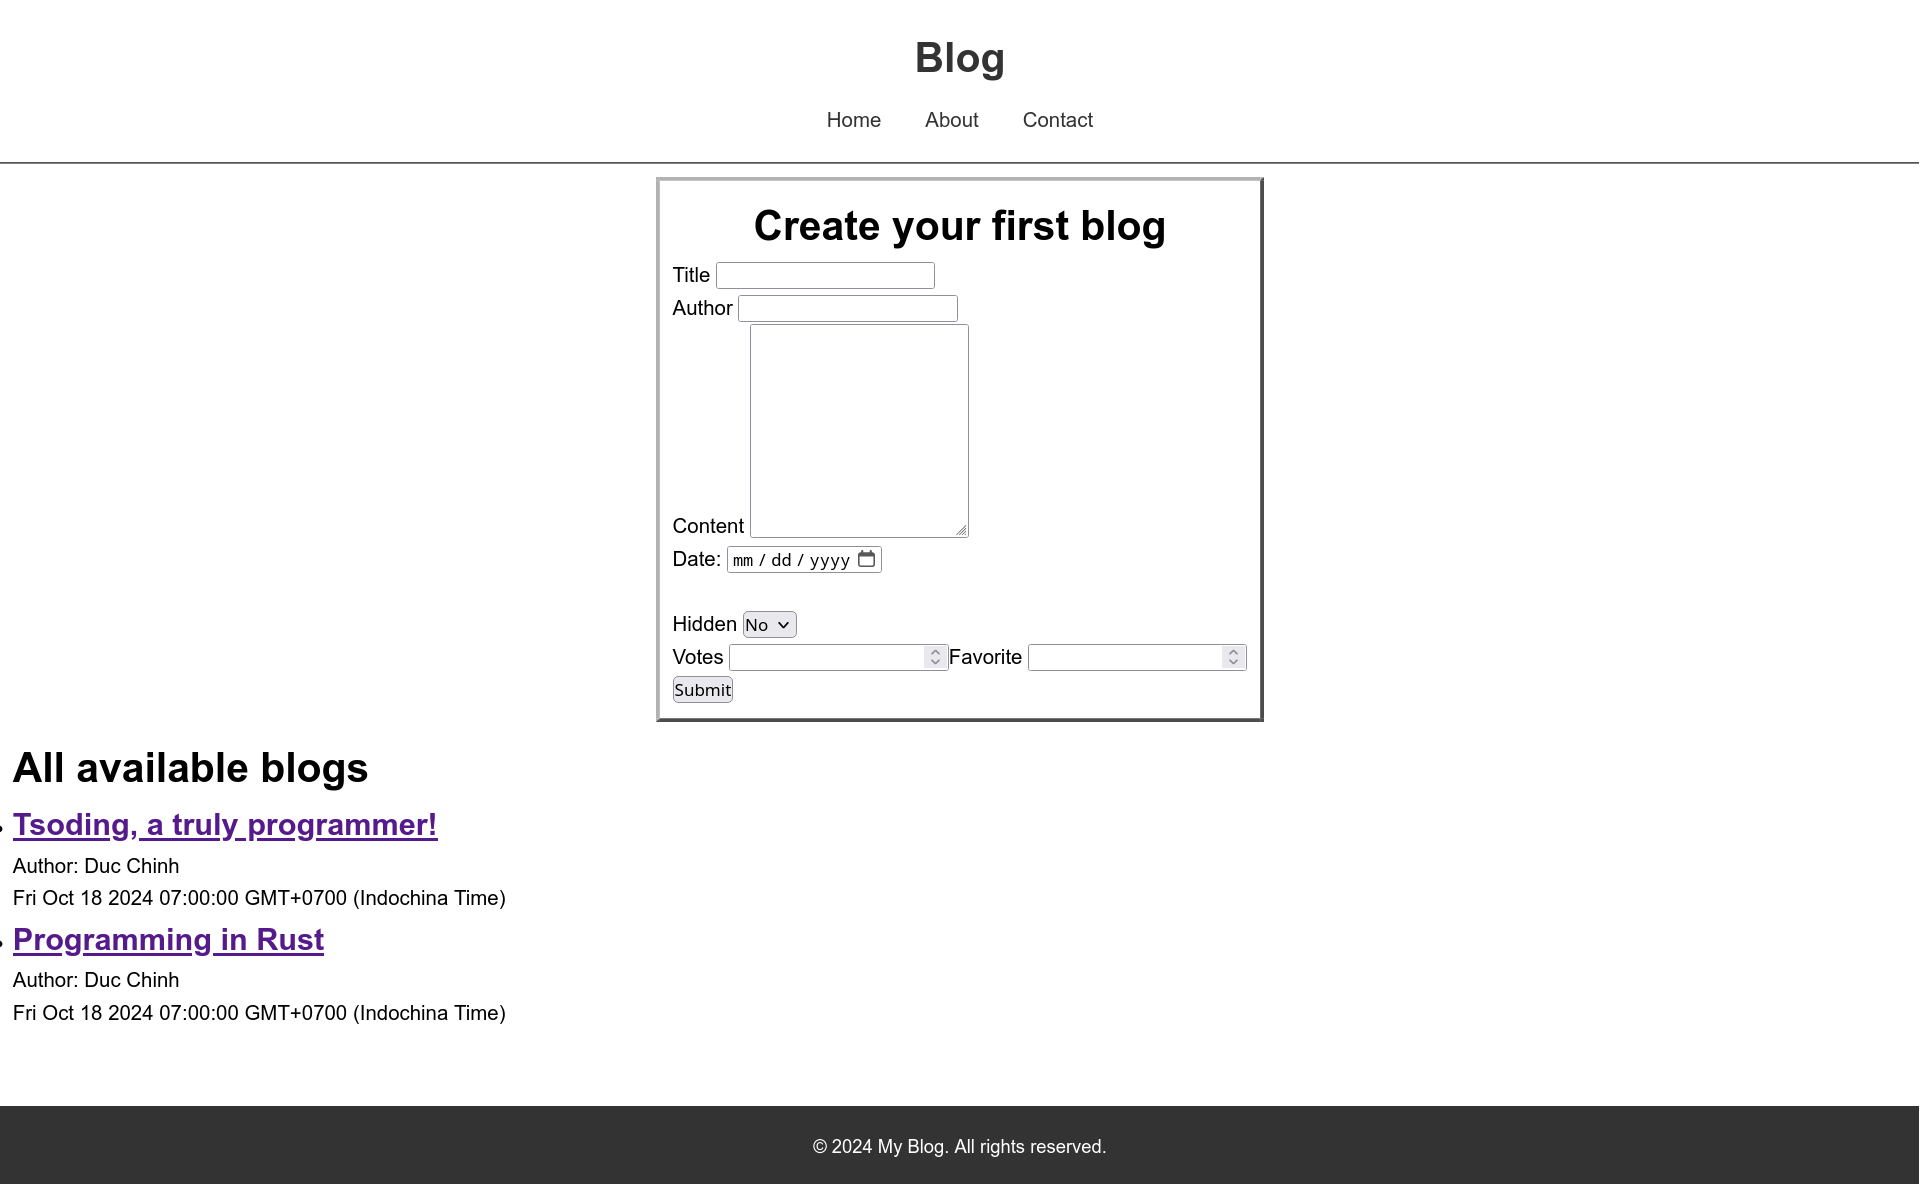 Blog
Home About Contact
Create your first blog
Title
Author
Content
Date: mm / dd / yyyy
Hidden No
Votes Favorite
Submit
All available blogs
Tsoding, a truly programmer!
Author: Duc Chinh
Fri Oct 18 2024 07:00:00 GMT+0700 (Indochina Time)
Programming in Rust
Author: Duc Chinh
Fri Oct 18 2024 07:00:00 GMT+0700 (Indochina Time)
© 2024 My Blog. All rights reserved.